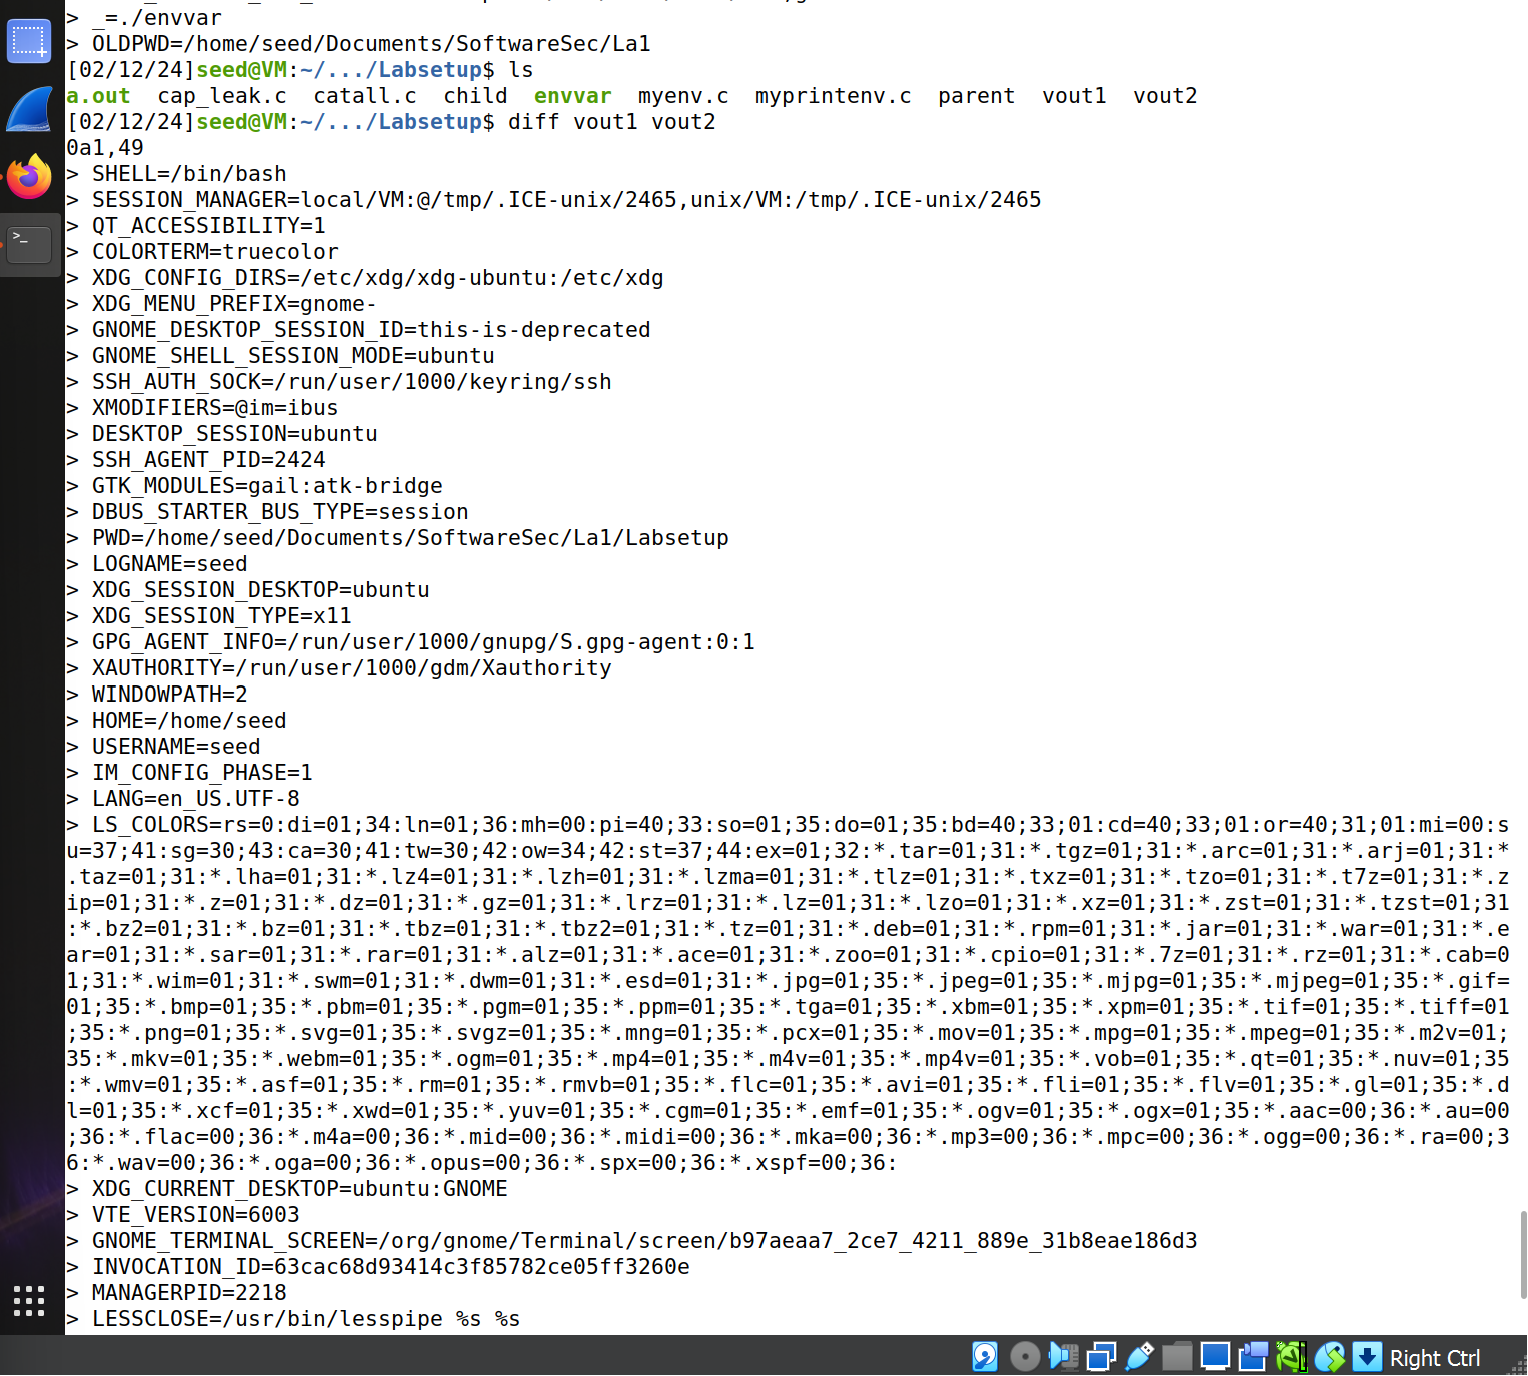 > _=./envvar
> OLDPWD=/home/seed/Documents/SoftwareSec/La1
[02/12/24]seed@VM:~/.../Labsetup$ ls
a.out  cap_leak.c  catall.c  child  envvar  myenv.c  myprintenv.c  parent  vout1  vout2
[02/12/24]seed@VM:~/.../Labsetup$ diff vout1 vout2
0a1,49
> SHELL=/bin/bash
> SESSION_MANAGER=local/VM:@/tmp/.ICE-unix/2465,unix/VM:/tmp/.ICE-unix/2465
> QT_ACCESSIBILITY=1
> COLORTERM=truecolor
> XDG_CONFIG_DIRS=/etc/xdg/xdg-ubuntu:/etc/xdg
> XDG_MENU_PREFIX=gnome-
> GNOME_DESKTOP_SESSION_ID=this-is-deprecated
> GNOME_SHELL_SESSION_MODE=ubuntu
> SSH_AUTH_SOCK=/run/user/1000/keyring/ssh
> XMODIFIERS=@im=ibus
> DESKTOP_SESSION=ubuntu
> SSH_AGENT_PID=2424
> GTK_MODULES=gail:atk-bridge
> DBUS_STARTER_BUS_TYPE=session
> PWD=/home/seed/Documents/SoftwareSec/La1/Labsetup
> LOGNAME=seed
> XDG_SESSION_DESKTOP=ubuntu
> XDG_SESSION_TYPE=x11
> GPG_AGENT_INFO=/run/user/1000/gnupg/S.gpg-agent:0:1
> XAUTHORITY=/run/user/1000/gdm/Xauthority
> WINDOWPATH=2
> HOME=/home/seed
> USERNAME=seed
> IM_CONFIG_PHASE=1
> LANG=en_US.UTF-8
> LS_COLORS=rs=0:di=01;34:ln=01;36:mh=00:pi=40;33:so=01;35:do=01;35:bd=40;33;01:cd=40;33;01:or=40;31;01:mi=00:s
u=37;41:sg=30;43:ca=30;41:tw=30;42:ow=34;42:st=37;44:ex=01;32:*.tar=01;31:*.tgz=01;31:*.arc=01;31:*.arj=01;31:*
.taz=01;31:*.lha=01;31:*.lz4=01;31:*.lzh=01;31:*.lzma=01;31:*.tlz=01;31:*.txz=01;31:*.tzo=01;31:*.t7z=01;31:*.z
ip=01;31:*.z=01;31:*.dz=01;31:*.gz=01;31:*.lrz=01;31:*.lz=01;31:*.lzo=01;31:*.xz=01;31:*.zst=01;31:*.tzst=01;31
:*.bz2=01;31:*.bz=01;31:*.tbz=01;31:*.tbz2=01;31:*.tz=01;31:*.deb=01;31:*.rpm=01;31:*.jar=01;31:*.war=01;31:*.e
ar=01;31:*.sar=01;31:*.rar=01;31:*.alz=01;31:*.ace=01;31:*.zoo=01;31:*.cpio=01;31:*.7z=01;31:*.rz=01;31:*.cab=0
1;31:*.wim=01;31:*.swm=01;31:*.dwm=01;31:*.esd=01;31:*.jpg=01;35:*.jpeg=01;35:*.mjpg=01;35:*.mjpeg=01;35:*.gif=
01;35:*.bmp=01;35:*.pbm=01;35:*.pgm=01;35:*.ppm=01;35:*.tga=01;35:*.xbm=01;35:*.xpm=01;35:*.tif=01;35:*.tiff=01
;35:*.png=01;35:*.svg=01;35:*.svgz=01;35:*.mng=01;35:*.pcx=01;35:*.mov=01;35:*.mpg=01;35:*.mpeg=01;35:*.m2v=01;
35:*.mkv=01;35:*.webm=01;35:*.ogm=01;35:*.mp4=01;35:*.m4v=01;35:*.mp4v=01;35:*.vob=01;35:*.qt=01;35:*.nuv=01;35
:*.wmv=01;35:*.asf=01;35:*.rm=01;35:*.rmvb=01;35:*.flc=01;35:*.avi=01;35:*.fli=01;35:*.flv=01;35:*.gl=01;35:*.d
l=01;35:*.xcf=01;35:*.xwd=01;35:*.yuv=01;35:*.cgm=01;35:*.emf=01;35:*.ogv=01;35:*.ogx=01;35:*.aac=00;36:*.au=00
;36:*.flac=00;36:*.m4a=00;36:*.mid=00;36:*.midi=00;36:*.mka=00;36:*.mp3=00;36:*.mpc=00;36:*.ogg=00;36:*.ra=00;3
6:*.wav=00;36:*.oga=00;36:*.opus=00;36:*.spx=00;36:*.xspf=00;36:
> XDG_CURRENT_DESKTOP=ubuntu:GNOME
> VTE_VERSION=6003
> GNOME_TERMINAL_SCREEN=/org/gnome/Terminal/screen/b97aeaa7_2ce7_4211_889e_31b8eae186d3
> INVOCATION_ID=63cac68d93414c3f85782ce05ff3260e
> MANAGERPID=2218
> LESSCLOSE=/usr/bin/lesspipe %s %s
Right Ctrl